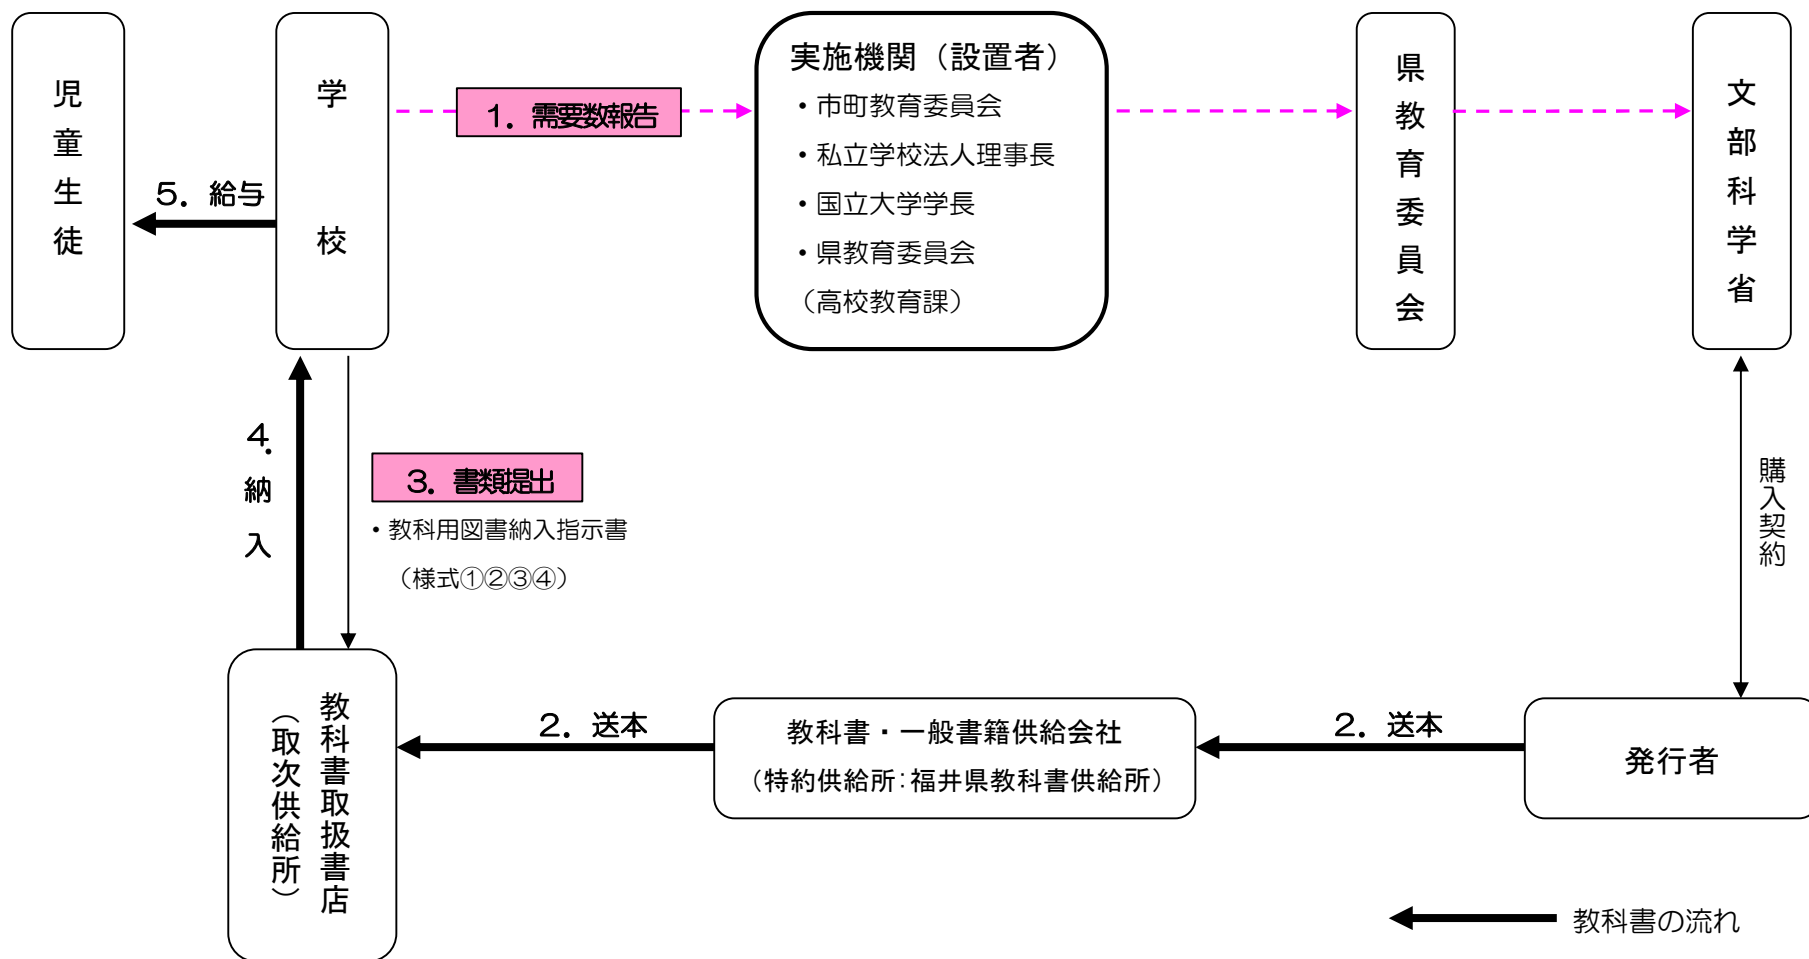 児童生徒
学校
1．需要数報告
実施機関（設置者）
・市町教育委員会
・私立学校法人理事長
・国立大学学長
・県教育委員会
（高校教育課）
県教育委員会
文部科学省
5．給与
4．納入
3．書類提出
・教科用図書納入指示書
（様式①②③④）
購入契約
教科書取扱書店
（取次供給所）
2．送本
教科書・一般書籍供給会社
（特約供給所：福井県教科書供給所）
2．送本
発行者
教科書の流れ